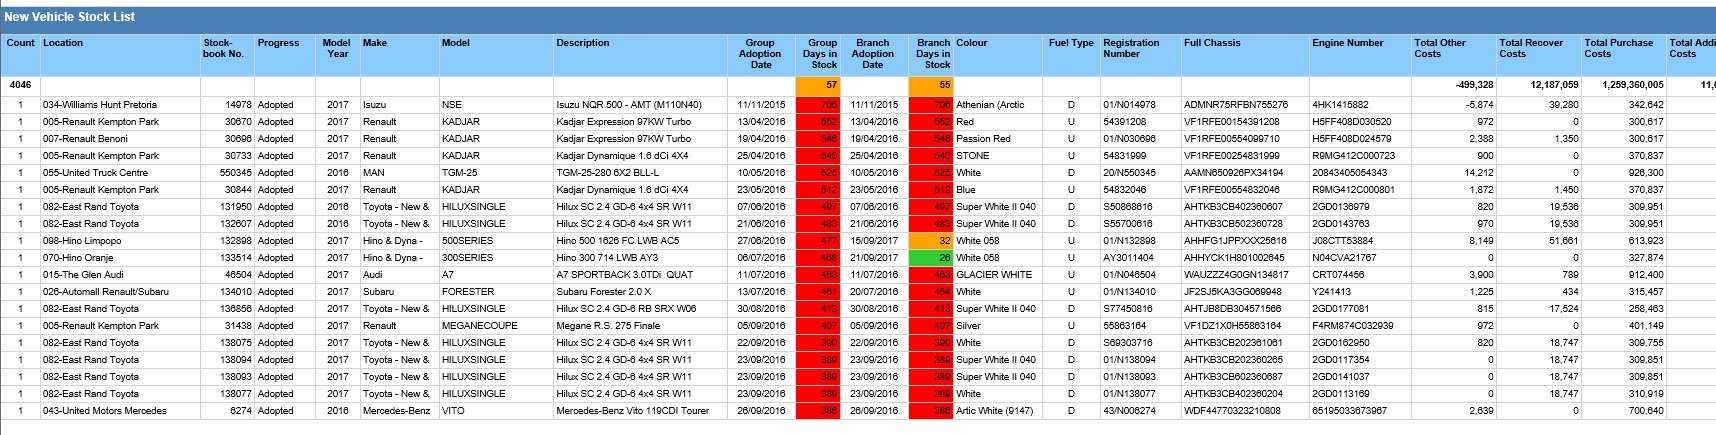 New Vehicle Stock List
Count Location Stock-book No. Progress Model Year Make Model Description Group Adoption Date Group Days in Stock Branch Adoption Date Branch Days in Stock Colour Fuel Type Registration Number Full Chassis Engine Number Total Other Costs Total Recover Costs Total Purchase Costs Total Addi Costs
4046 57 55 -499,328 12,187,059 1,259,360,005
1 034-Williams Hunt Pretoria 14978 Adopted 2017 Isuzu NSE Isuzu NQR 500 - AMT (M110N40) 11/11/2015 706 11/11/2015 706 Athenian (Arctic D 01/N014978 ADMNR75RFBN755276 4HK1415882 -5,874 39,280 342,642
1 005-Renault Kempton Park 30670 Adopted 2016 Renault KADJAR Kadjar Expression 97KW Turbo 13/04/2016 552 13/04/2016 552 Red U 54391208 VF1RFE00154391208 H5FF408D030520 972 0 300,617
1 007-Renault Benoni 30696 Adopted 2017 Renault KADJAR Kadjar Expression 97KW Turbo 19/04/2016 546 19/04/2016 546 Passion Red U 01/N030696 VF1RFE00554099710 H5FF408D024579 2,388 1,350 300,617
1 005-Renault Kempton Park 30733 Adopted 2016 Renault KADJAR Kadjar Dynamique 1.6 dCi 4X4 25/04/2016 540 25/04/2016 540 STONE U 54831999 VF1RFE00254831999 R9MG412C000723 900 0 370,837
1 055-United Truck Centre 550345 Adopted 2016 MAN TGM-25 TGM-25-280 6X2 BLL-L 10/05/2016 525 10/05/2016 525 White D 20/N550345 AAMN650926PX34194 20843405054343 14,212 0 926,300
1 005-Renault Kempton Park 30844 Adopted 2017 Renault KADJAR Kadjar Dynamique 1.6 dCi 4X4 23/05/2016 512 23/05/2016 512 Blue U 54832046 VF1RFE00554832046 R9MG412C000801 1,872 1,450 370,837
1 082-East Rand Toyota 131950 Adopted 2016 Toyota - New & HILUXSINGLE Hilux SC 2.4 GD-6 4x4 SR W11 07/06/2016 497 07/06/2016 497 Super White II 040 D S50868616 AHTKB3CB402360607 2GD0136979 820 19,536 309,951
1 082-East Rand Toyota 132607 Adopted 2016 Toyota - New & HILUXSINGLE Hilux SC 2.4 GD-6 4x4 SR W11 21/06/2016 483 21/06/2016 483 Super White II 040 D S55700616 AHTKB3CB502360728 2GD0143763 970 19,536 309,951
1 098-Hino Limpopo 132898 Adopted 2017 Hino & Dyna - 500SERIES Hino 500 1626 FC LWB AC5 27/06/2016 477 15/09/2017 32 White 058 U 01/N132898 AHHFG1JPPXXX25616 J08CTT53884 8,149 51,661 613,923
1 070-Hino Oranje 133514 Adopted 2017 Hino & Dyna - 300SERIES Hino 300 714 LWB AY3 06/07/2016 468 21/09/2017 26 White 058 U AY3011404 AHHYCK1H801002645 N04CVA21767 0 0 327,874
1 015-The Glen Audi 46504 Adopted 2017 Audi A7 A7 SPORTBACK 3.0TDi QUAT 11/07/2016 463 11/07/2016 463 GLACIER WHITE U 01/N046504 WAUZZZ4G0GN134817 CRT074456 3,900 789 912,400
1 026-Automall Renault/Subaru 134010 Adopted 2017 Subaru FORESTER Subaru Forester 2.0 X 13/07/2016 461 20/07/2016 454 White U 01/N134010 JF2SJ5KA3GG069948 Y241413 1,225 434 315,457
1 082-East Rand Toyota 136856 Adopted 2017 Toyota - New & HILUXSINGLE Hilux SC 2.4 GD-6 RB SRX W06 30/08/2016 413 30/08/2016 413 Super White II 040 D S77450816 AHTJB8DB304571566 2GD0177081 815 17,524 258,463
1 005-Renault Kempton Park 31438 Adopted 2017 Renault MEGANECOUPE Megane R.S. 275 Finale 05/09/2016 407 05/09/2016 407 Silver U 55863164 VF1DZ1X0H55863164 F4RM874C032939 972 0 401,149
1 082-East Rand Toyota 138075 Adopted 2017 Toyota - New & HILUXSINGLE Hilux SC 2.4 GD-6 4x4 SR W11 22/09/2016 390 22/09/2016 390 White D S69303716 AHTKB3CB202361061 2GD0162950 820 18,747 309,755
1 082-East Rand Toyota 138094 Adopted 2017 Toyota - New & HILUXSINGLE Hilux SC 2.4 GD-6 4x4 SR W11 23/09/2016 389 23/09/2016 389 Super White II 040 D 01/N138094 AHTKB3CB202360265 2GD0117354 0 18,747 309,851
1 082-East Rand Toyota 138093 Adopted 2017 Toyota - New & HILUXSINGLE Hilux SC 2.4 GD-6 4x4 SR W11 23/09/2016 389 23/09/2016 389 Super White II 040 D 01/N138093 AHTKB3CB602360687 2GD0141037 0 18,747 309,851
1 082-East Rand Toyota 138077 Adopted 2017 Toyota - New & HILUXSINGLE Hilux SC 2.4 GD-6 4x4 SR W11 23/09/2016 389 23/09/2016 389 White D 01/N138077 AHTKB3CB402360204 2GD0113169 0 18,747 310,919
1 043-United Motors Mercedes 6274 Adopted 2016 Mercedes-Benz VITO Mercedes-Benz Vito 119CDI Tourer 26/09/2016 386 26/09/2016 386 Artic White (9147) D 43/N006274 WDF44770323210808 65195033673967 2,639 0 700,640